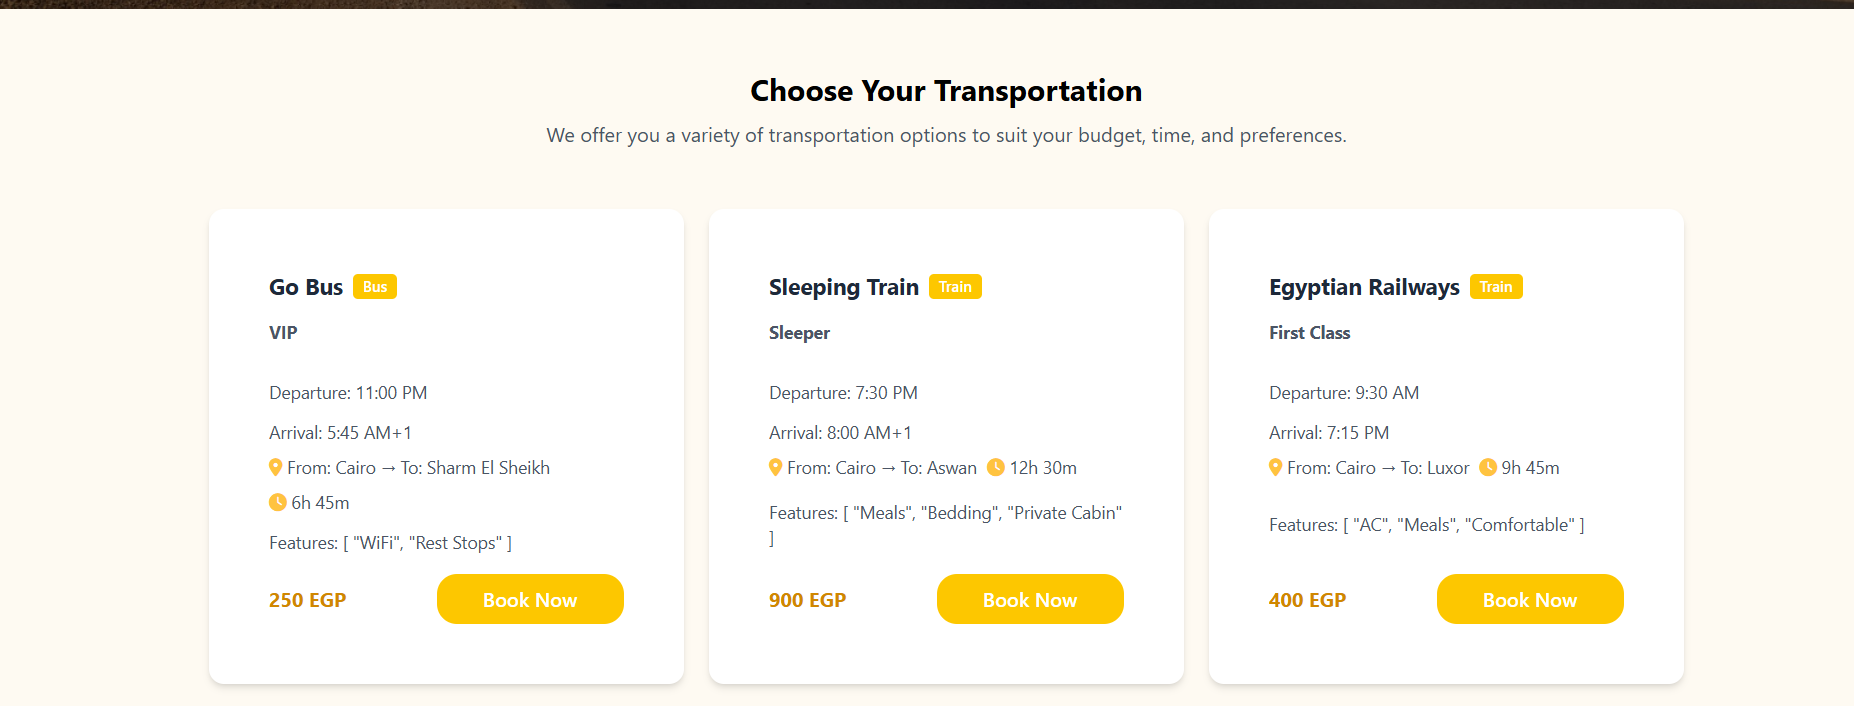 Choose Your Transportation
We offer you a variety of transportation options to suit your budget, time, and preferences.
Go Bus Bus
VIP
Departure: 11:00 PM
Arrival: 5:45 AM+1
From: Cairo → To: Sharm El Sheikh
6h 45m
Features: [ "WiFi", "Rest Stops" ]
250 EGP Book Now
Sleeping Train Train
Sleeper
Departure: 7:30 PM
Arrival: 8:00 AM+1
From: Cairo → To: Aswan 12h 30m
Features: [ "Meals", "Bedding", "Private Cabin"
]
900 EGP Book Now
Egyptian Railways Train
First Class
Departure: 9:30 AM
Arrival: 7:15 PM
From: Cairo → To: Luxor 9h 45m
Features: [ "AC", "Meals", "Comfortable" ]
400 EGP Book Now